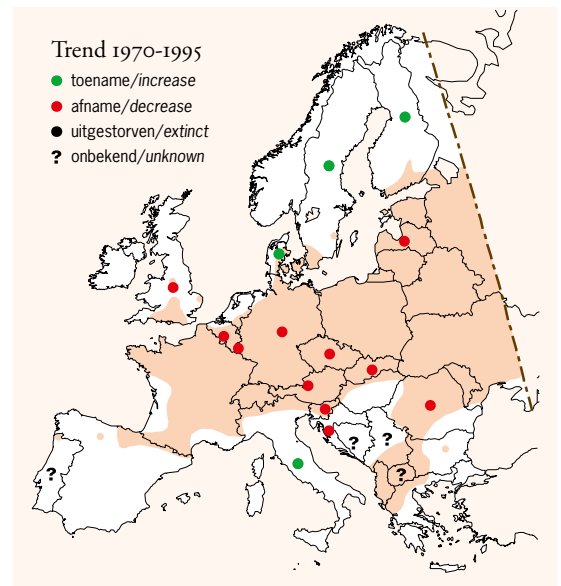 Trend 1970-1995
toename/increase
afname/decrease
uitgestorven/extinct
? onbekend/unknown
?
?
?
?